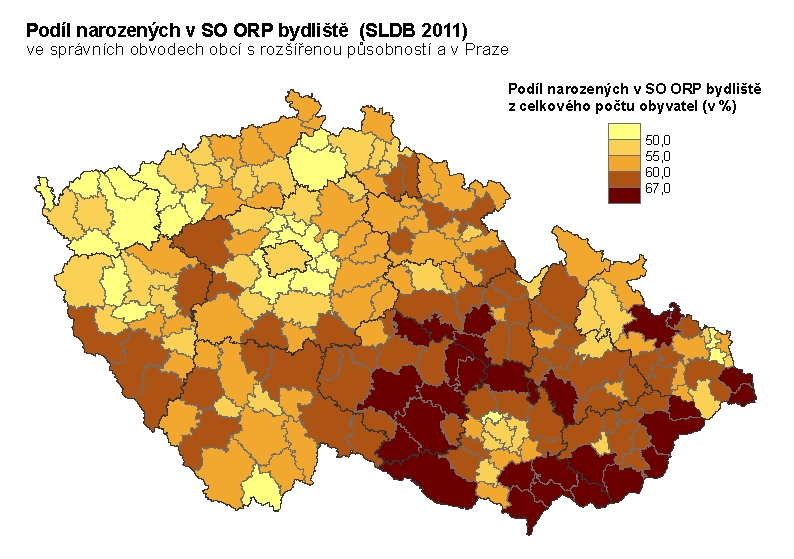 Podíl narozených v SO ORP bydliště (SLDB 2011)
ve správních obvodech obcí s rozšířenou působností a v Praze
Podíl narozených v SO ORP bydliště
z celkového počtu obyvatel (v %)
50,0
55,0
60,0
67,0